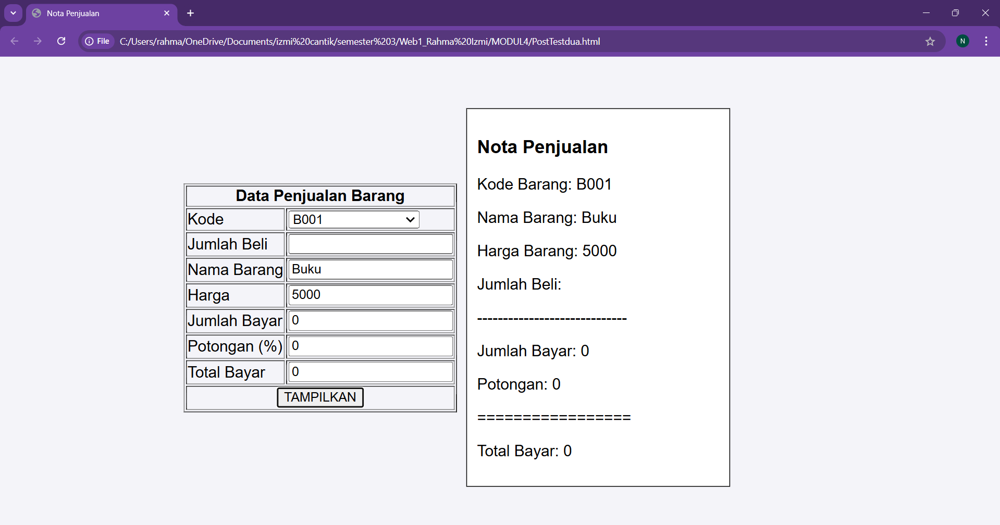 Nota Penjualan
File
C:/Users/rahma/OneDrive/Documents/izmi%20cantik/semester%203/Web1_Rahma%20Izmi/MODUL4/PostTestdua.html
N
Data Penjualan Barang
Kode B001
Jumlah Beli
Nama Barang Buku
Harga 5000
Jumlah Bayar 0
Potongan (%) 0
Total Bayar 0
TAMPILKAN
Nota Penjualan
Kode Barang: B001
Nama Barang: Buku
Harga Barang: 5000
Jumlah Beli:
-----------------------------
Jumlah Bayar: 0
Potongan: 0
=================
Total Bayar: 0